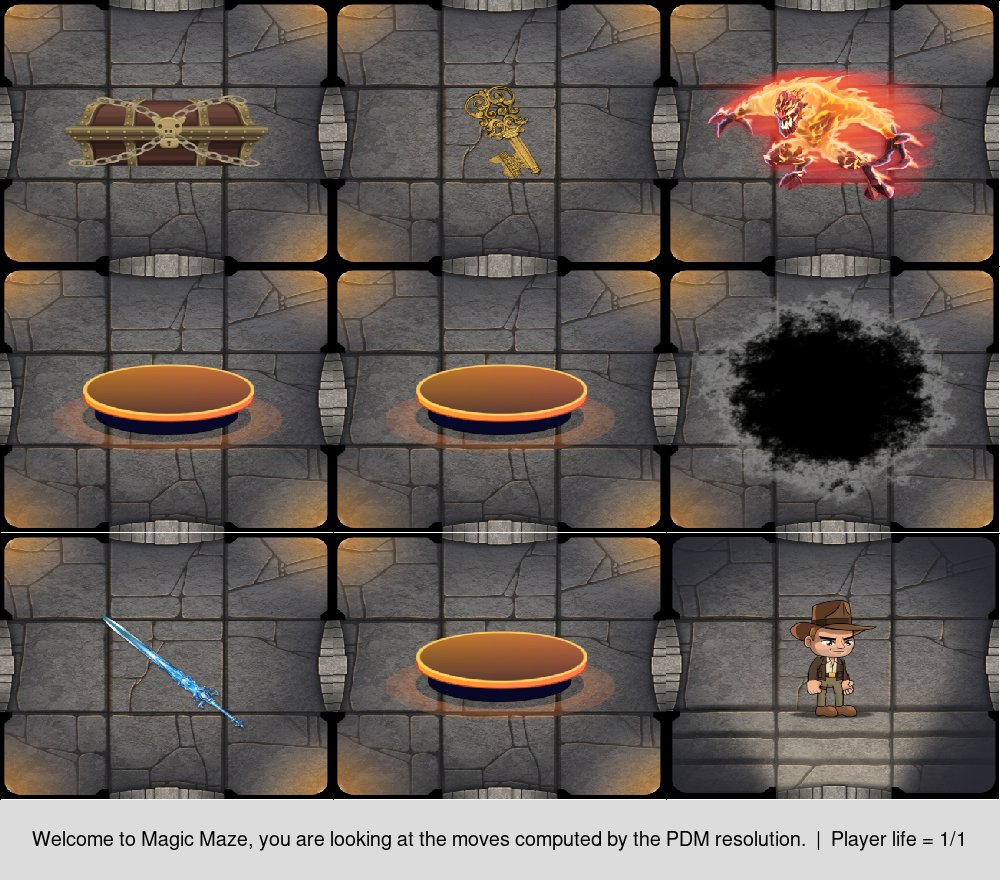 Welcome to Magic Maze, you are looking at the moves computed by the PDM resolution. | Player life = 1/1